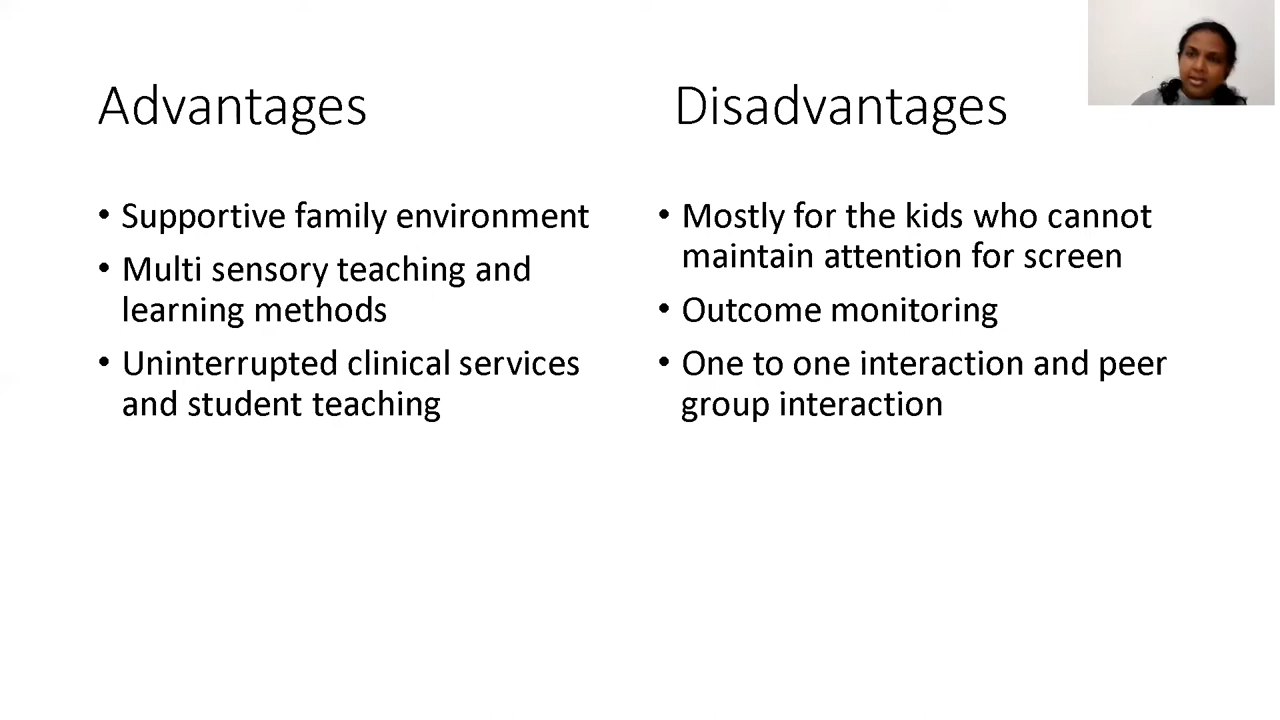 Advantages
• Supportive family environment
• Multi sensory teaching and
learning methods
• Uninterrupted clinical services
and student teaching
Disadvantages
• Mostly for the kids who cannot
maintain attention for screen
• Outcome monitoring
• One to one interaction and peer
group interaction